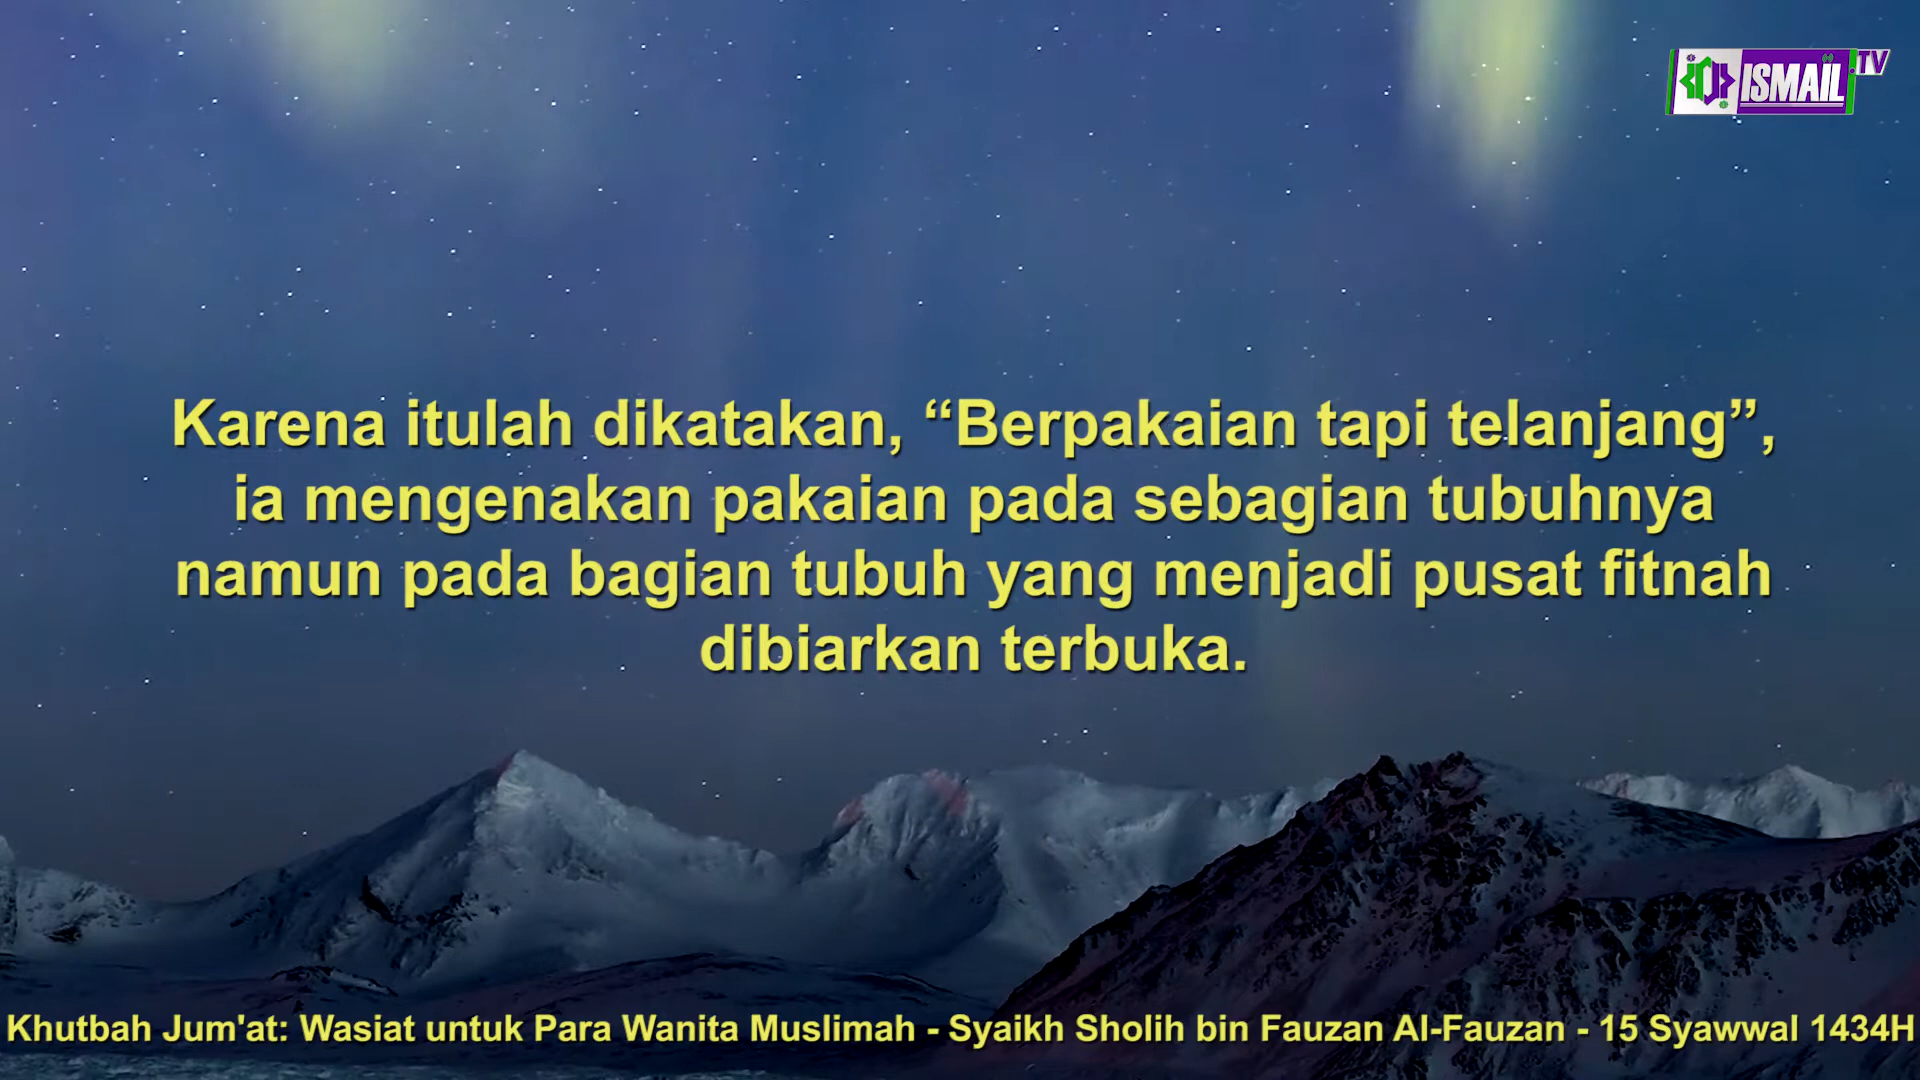 ISMAIL.TV
Karena itulah dikatakan, “Berpakaian tapi telanjang”,
ia mengenakan pakaian pada sebagian tubuhnya
namun pada bagian tubuh yang menjadi pusat fitnah
dibiarkan terbuka.
Khutbah Jum'at: Wasiat untuk Para Wanita Muslimah - Syaikh Sholih bin Fauzan Al-Fauzan - 15 Syawwal 1434H